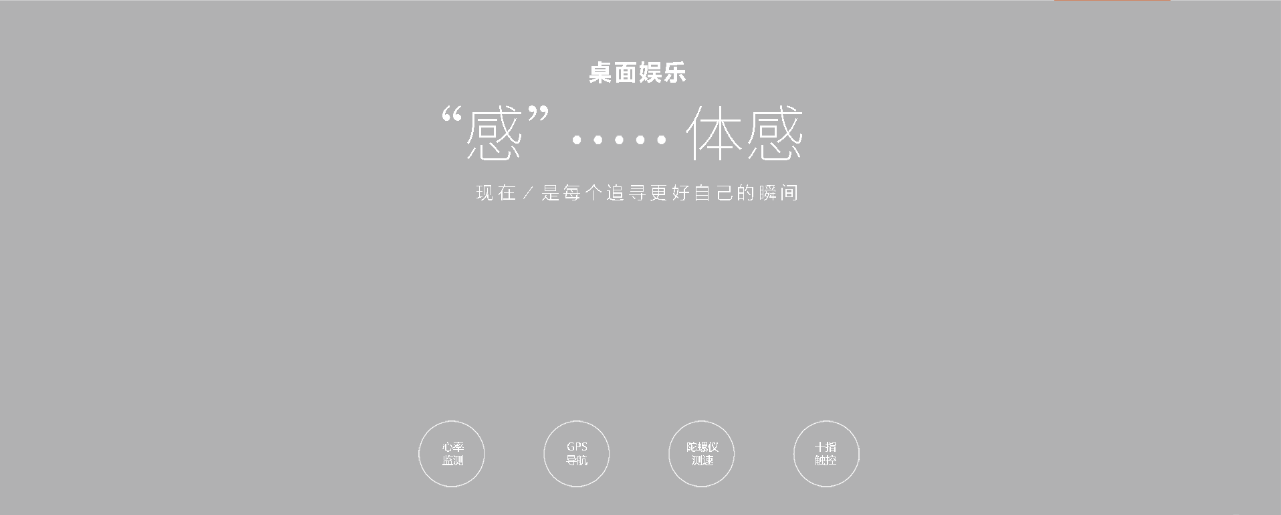 桌面娱乐
“感” ····· 体感
现在 / 是每个追寻更好自己的瞬间
心率
监测
GPS
导航
陀螺仪
测速
十指
触控